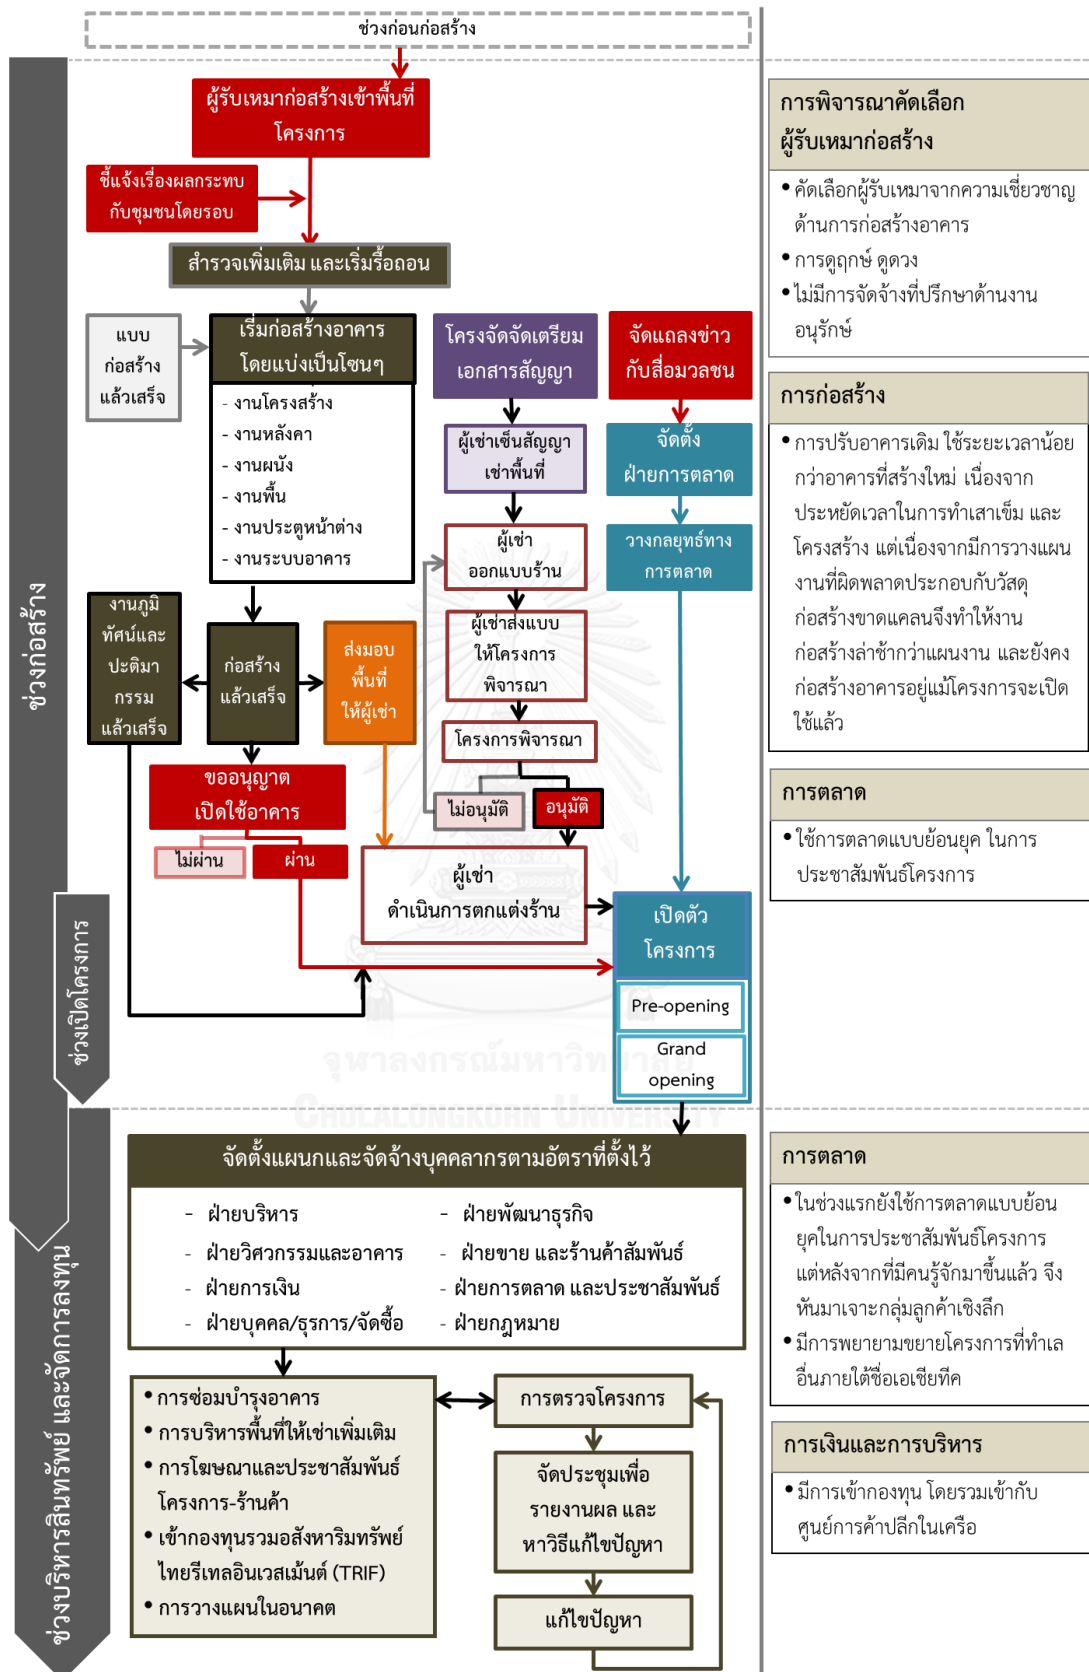 ช่วงก่อนก่อสร้าง
ช่วงก่อสร้าง
ผู้รับเหมาก่อสร้างเข้าพื้นที่
โครงการ
ชี้แจ้งเรื่องผลกระทบ
กับชุมชนโดยรอบ
สำรวจเพิ่มเติม และเริ่มรื้อถอน
แบบ
ก่อสร้าง
แล้วเสร็จ
เริ่มก่อสร้างอาคาร
โดยแบ่งเป็นโซนๆ
- งานโครงสร้าง
- งานหลังคา
- งานผนัง
- งานพื้น
- งานประตูหน้าต่าง
- งานระบบอาคาร
โครงจัดจัดเตรียม
เอกสารสัญญา
ผู้เช่าเซ็นสัญญา
เช่าพื้นที่
ผู้เช่า
ออกแบบร้าน
ผู้เช่าส่งแบบ
ให้โครงการ
พิจารณา
โครงการพิจารณา
ไม่อนุมัติ
อนุมัติ
จัดแถลงข่าว
กับสื่อมวลชน
จัดตั้ง
ฝ่ายการตลาด
วางกลยุทธ์ทาง
การตลาด
งานภูมิ
ทัศน์และ
ปะติมา
กรรม
แล้วเสร็จ
ก่อสร้าง
แล้วเสร็จ
ส่งมอบ
พื้นที่
ให้ผู้เช่า
ขออนุญาต
เปิดใช้อาคาร
ไม่ผ่าน
ผ่าน
ผู้เช่า
ดำเนินการตกแต่งร้าน
ช่วงเปิดโครงการ
เปิดตัว
โครงการ
Pre-opening
Grand
opening
จุฬาลงกรณ์มหาวิทยาลัย
CHULALONGKORN UNIVERSITY
ช่วงบริหารสินทรัพย์ และจัดการลงทุน
จัดตั้งแผนกและจัดจ้างบุคคลากรตามอัตราที่ตั้งไว้
- ฝ่ายบริหาร
- ฝ่ายวิศวกรรมและอาคาร
- ฝ่ายการเงิน
- ฝ่ายบุคคล/ธุรการ/จัดซื้อ
- ฝ่ายพัฒนาธุรกิจ
- ฝ่ายขาย และร้านค้าสัมพันธ์
- ฝ่ายการตลาด และประชาสัมพันธ์
- ฝ่ายกฎหมาย
• การซ่อมบำรุงอาคาร
• การบริหารพื้นที่ให้เช่าเพิ่มเติม
• การโฆษณาและประชาสัมพันธ์
โครงการ-ร้านค้า
• เข้ากองทุนรวมอสังหาริมทรัพย์
ไทยรีเทลอินเวสเม้นต์ (TRIF)
• การวางแผนในอนาคต
การตรวจโครงการ
จัดประชุมเพื่อ
รายงานผล และ
หาวิธีแก้ไขปัญหา
แก้ไขปัญหา
การพิจารณาคัดเลือก
ผู้รับเหมาก่อสร้าง
• คัดเลือกผู้รับเหมาจากความเชี่ยวชาญ
ด้านการก่อสร้างอาคาร
• การดูฤกษ์ ดูดวง
• ไม่มีการจัดจ้างที่ปรึกษาด้านงาน
อนุรักษ์
การก่อสร้าง
• การปรับอาคารเดิม ใช้ระยะเวลาน้อย
กว่าอาคารที่สร้างใหม่ เนื่องจาก
ประหยัดเวลาในการทำเสาเข็ม และ
โครงสร้าง แต่เนื่องจากมีการวางแผน
งานที่ผิดพลาดประกอบกับวัสดุ
ก่อสร้างขาดแคลนจึงทำให้งาน
ก่อสร้างล่าช้ากว่าแผนงาน และยังคง
ก่อสร้างอาคารอยู่แม้โครงการจะเปิด
ใช้แล้ว
การตลาด
• ใช้การตลาดแบบย้อนยุค ในการ
ประชาสัมพันธ์โครงการ
การตลาด
• ในช่วงแรกยังใช้การตลาดแบบย้อน
ยุคในการประชาสัมพันธ์โครงการ
แต่หลังจากที่มีคนรู้จักมาขึ้นแล้ว จึง
หันมาเจาะกลุ่มลูกค้าเชิงลึก
• มีการพยายามขยายโครงการที่ทำเล
อื่นภายใต้ชื่อเอเชียทีค
การเงินและการบริหาร
• มีการเข้ากองทุน โดยรวมเข้ากับ
ศูนย์การค้าปลีกในเครือ